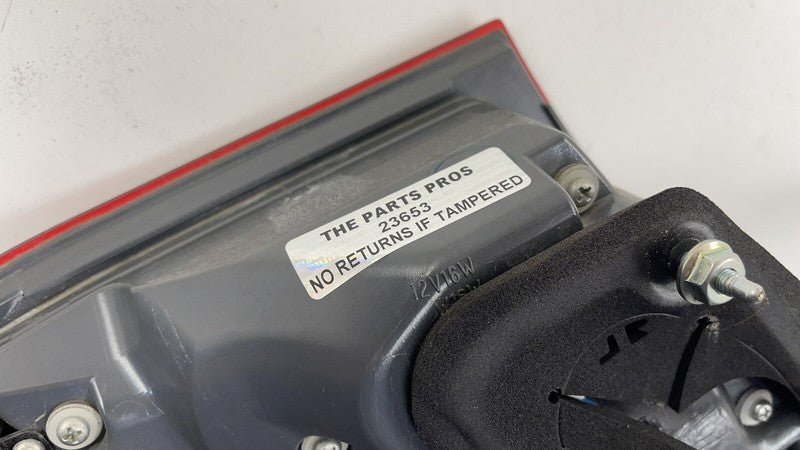 THE PARTS PROS
23653
NO RETURNS IF TAMPERED
12V16W